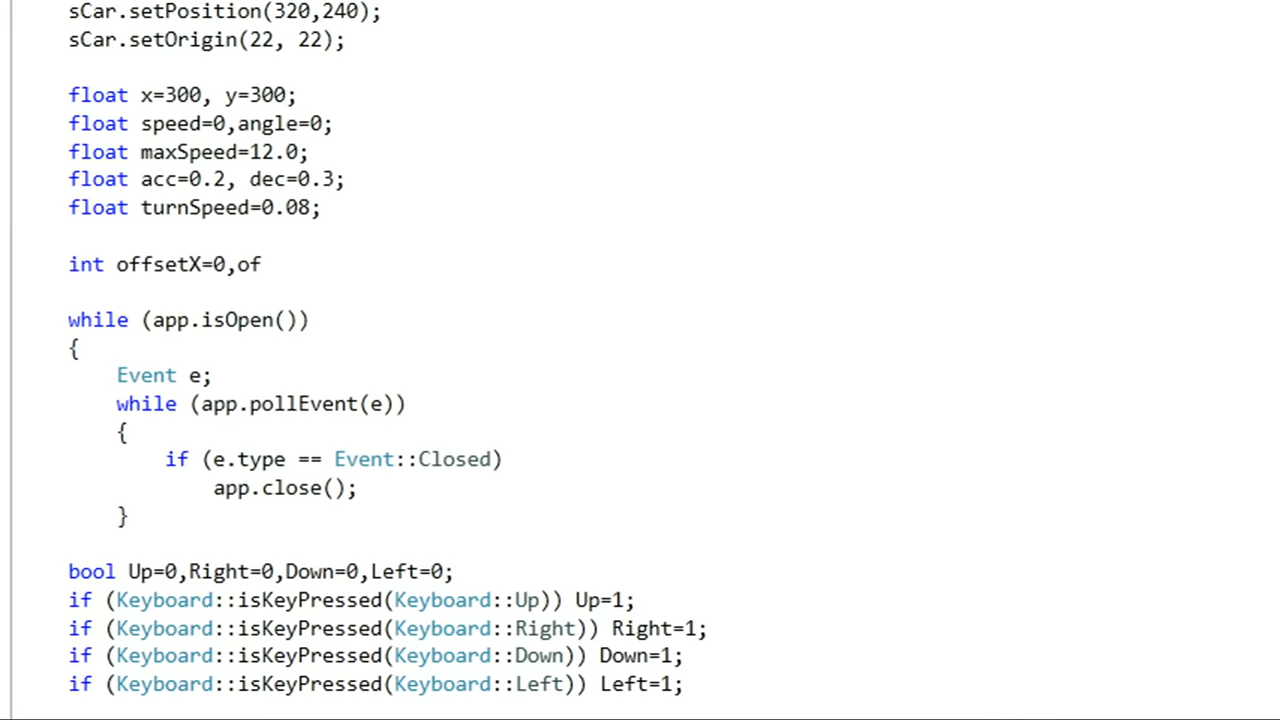 sCar.setPosition(320,240);
sCar.setOrigin(22, 22);
float x=300, y=300;
float speed=0,angle=0;
float maxSpeed=12.0;
float acc=0.2, dec=0.3;
float turnSpeed=0.08;
int offsetX=0,of
while (app.isOpen())
{
Event e;
while (app.pollEvent(e))
{
if (e.type == Event::Closed)
app.close();
}
bool Up=0,Right=0,Down=0,Left=0;
if (Keyboard::isKeyPressed(Keyboard::Up)) Up=1;
if (Keyboard::isKeyPressed(Keyboard::Right)) Right=1;
if (Keyboard::isKeyPressed(Keyboard::Down)) Down=1;
if (Keyboard::isKeyPressed(Keyboard::Left)) Left=1;